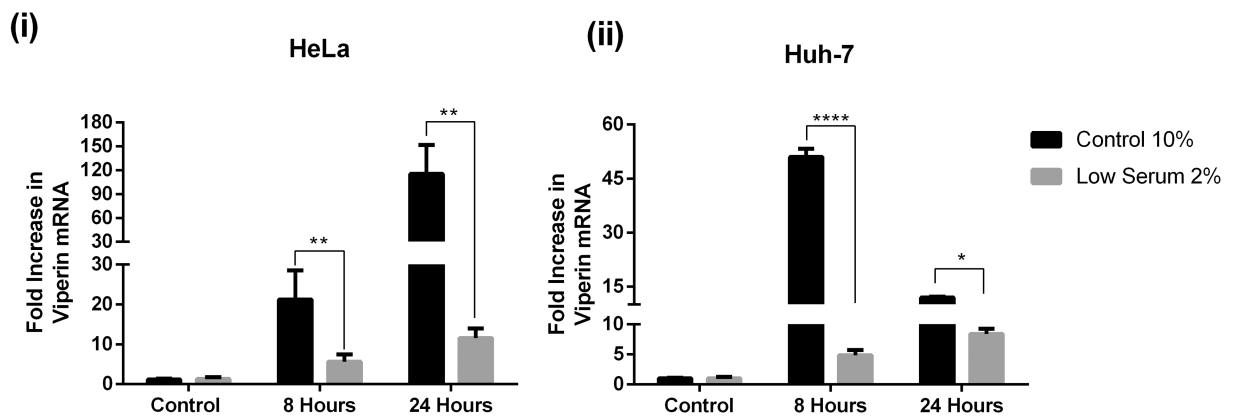 (i)
HeLa
Fold Increase in
Viperin mRNA
180
150
120
90
60
30
30
20
10
0
**
**
Control
8 Hours
24 Hours
(ii)
Huh-7
Fold Increase in
Viperin mRNA
60
45
30
15
10
5
0
****
*
Control
8 Hours
24 Hours
Control 10%
Low Serum 2%